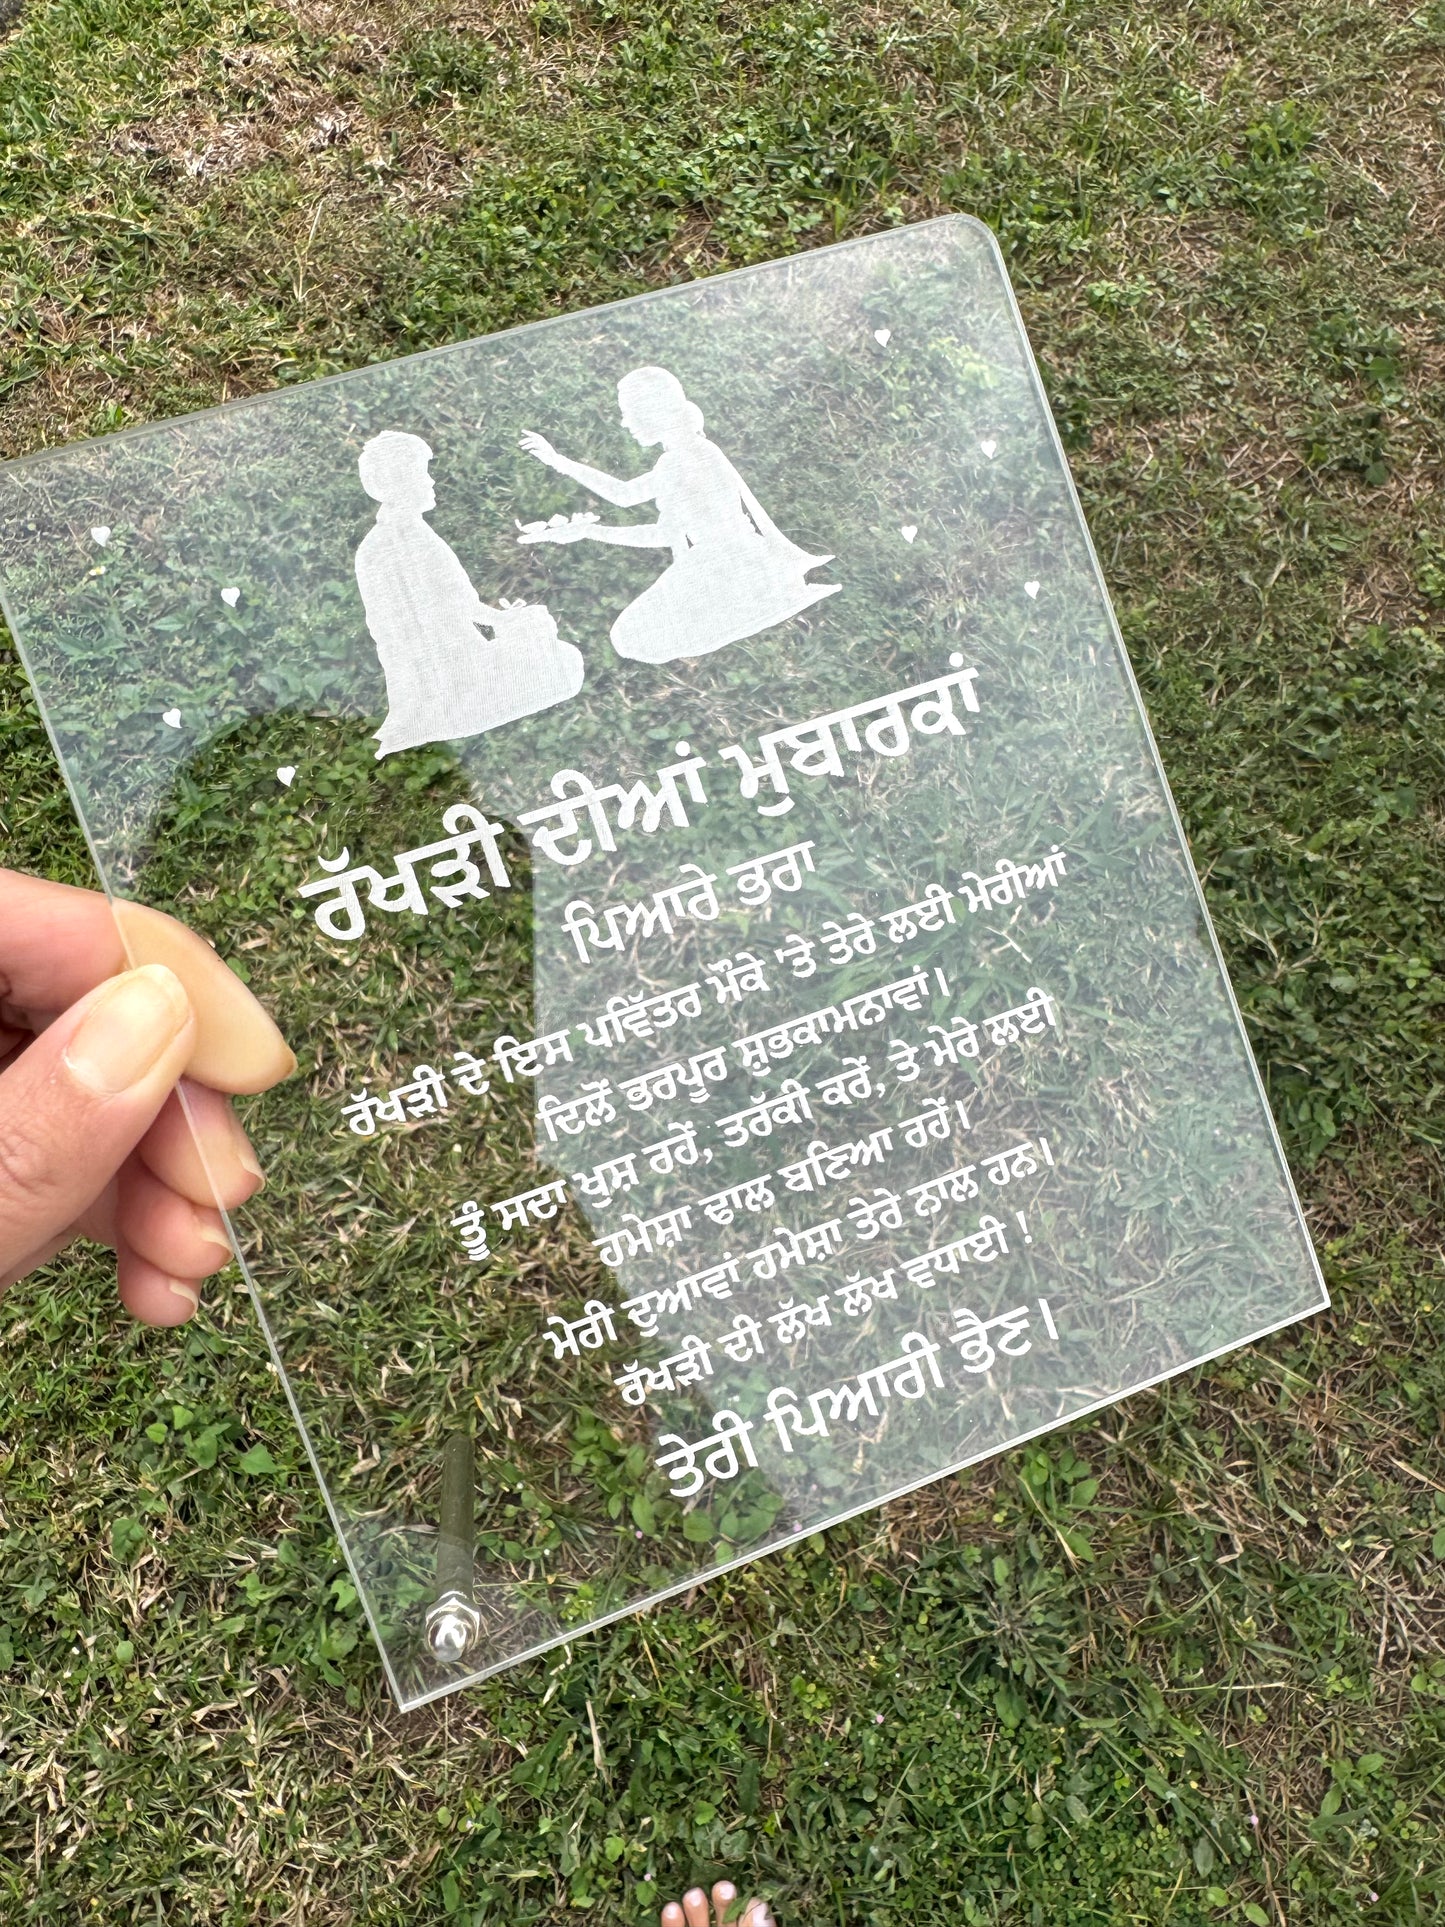 ਰੱਖੜੀ ਦੀਆਂ ਮੁਬਾਰਕਾਂ
ਪਿਆਰੇ ਭਰਾ
ਰੱਖੜੀ ਦੇ ਇਸ ਪਵਿੱਤਰ ਮੌਕੇ 'ਤੇ ਤੇਰੇ ਲਈ ਮੇਰੀਆਂ
ਦਿਲੋਂ ਭਰਪੂਰ ਸ਼ੁਭਕਾਮਨਾਵਾਂ।
ਤੂੰ ਸਦਾ ਖੁਸ਼ ਰਹੇਂ, ਤਰੱਕੀ ਕਰੇਂ, ਤੇ ਮੇਰੇ ਲਈ
ਹਮੇਸ਼ਾ ਢਾਲ ਬਣਿਆ ਰਹੇਂ।
ਮੇਰੀ ਦੁਆਵਾਂ ਹਮੇਸ਼ਾ ਤੇਰੇ ਨਾਲ ਹਨ।
ਰੱਖੜੀ ਦੀ ਲੱਖ ਲੱਖ ਵਧਾਈ !
ਤੇਰੀ ਪਿਆਰੀ ਭੈਣ।